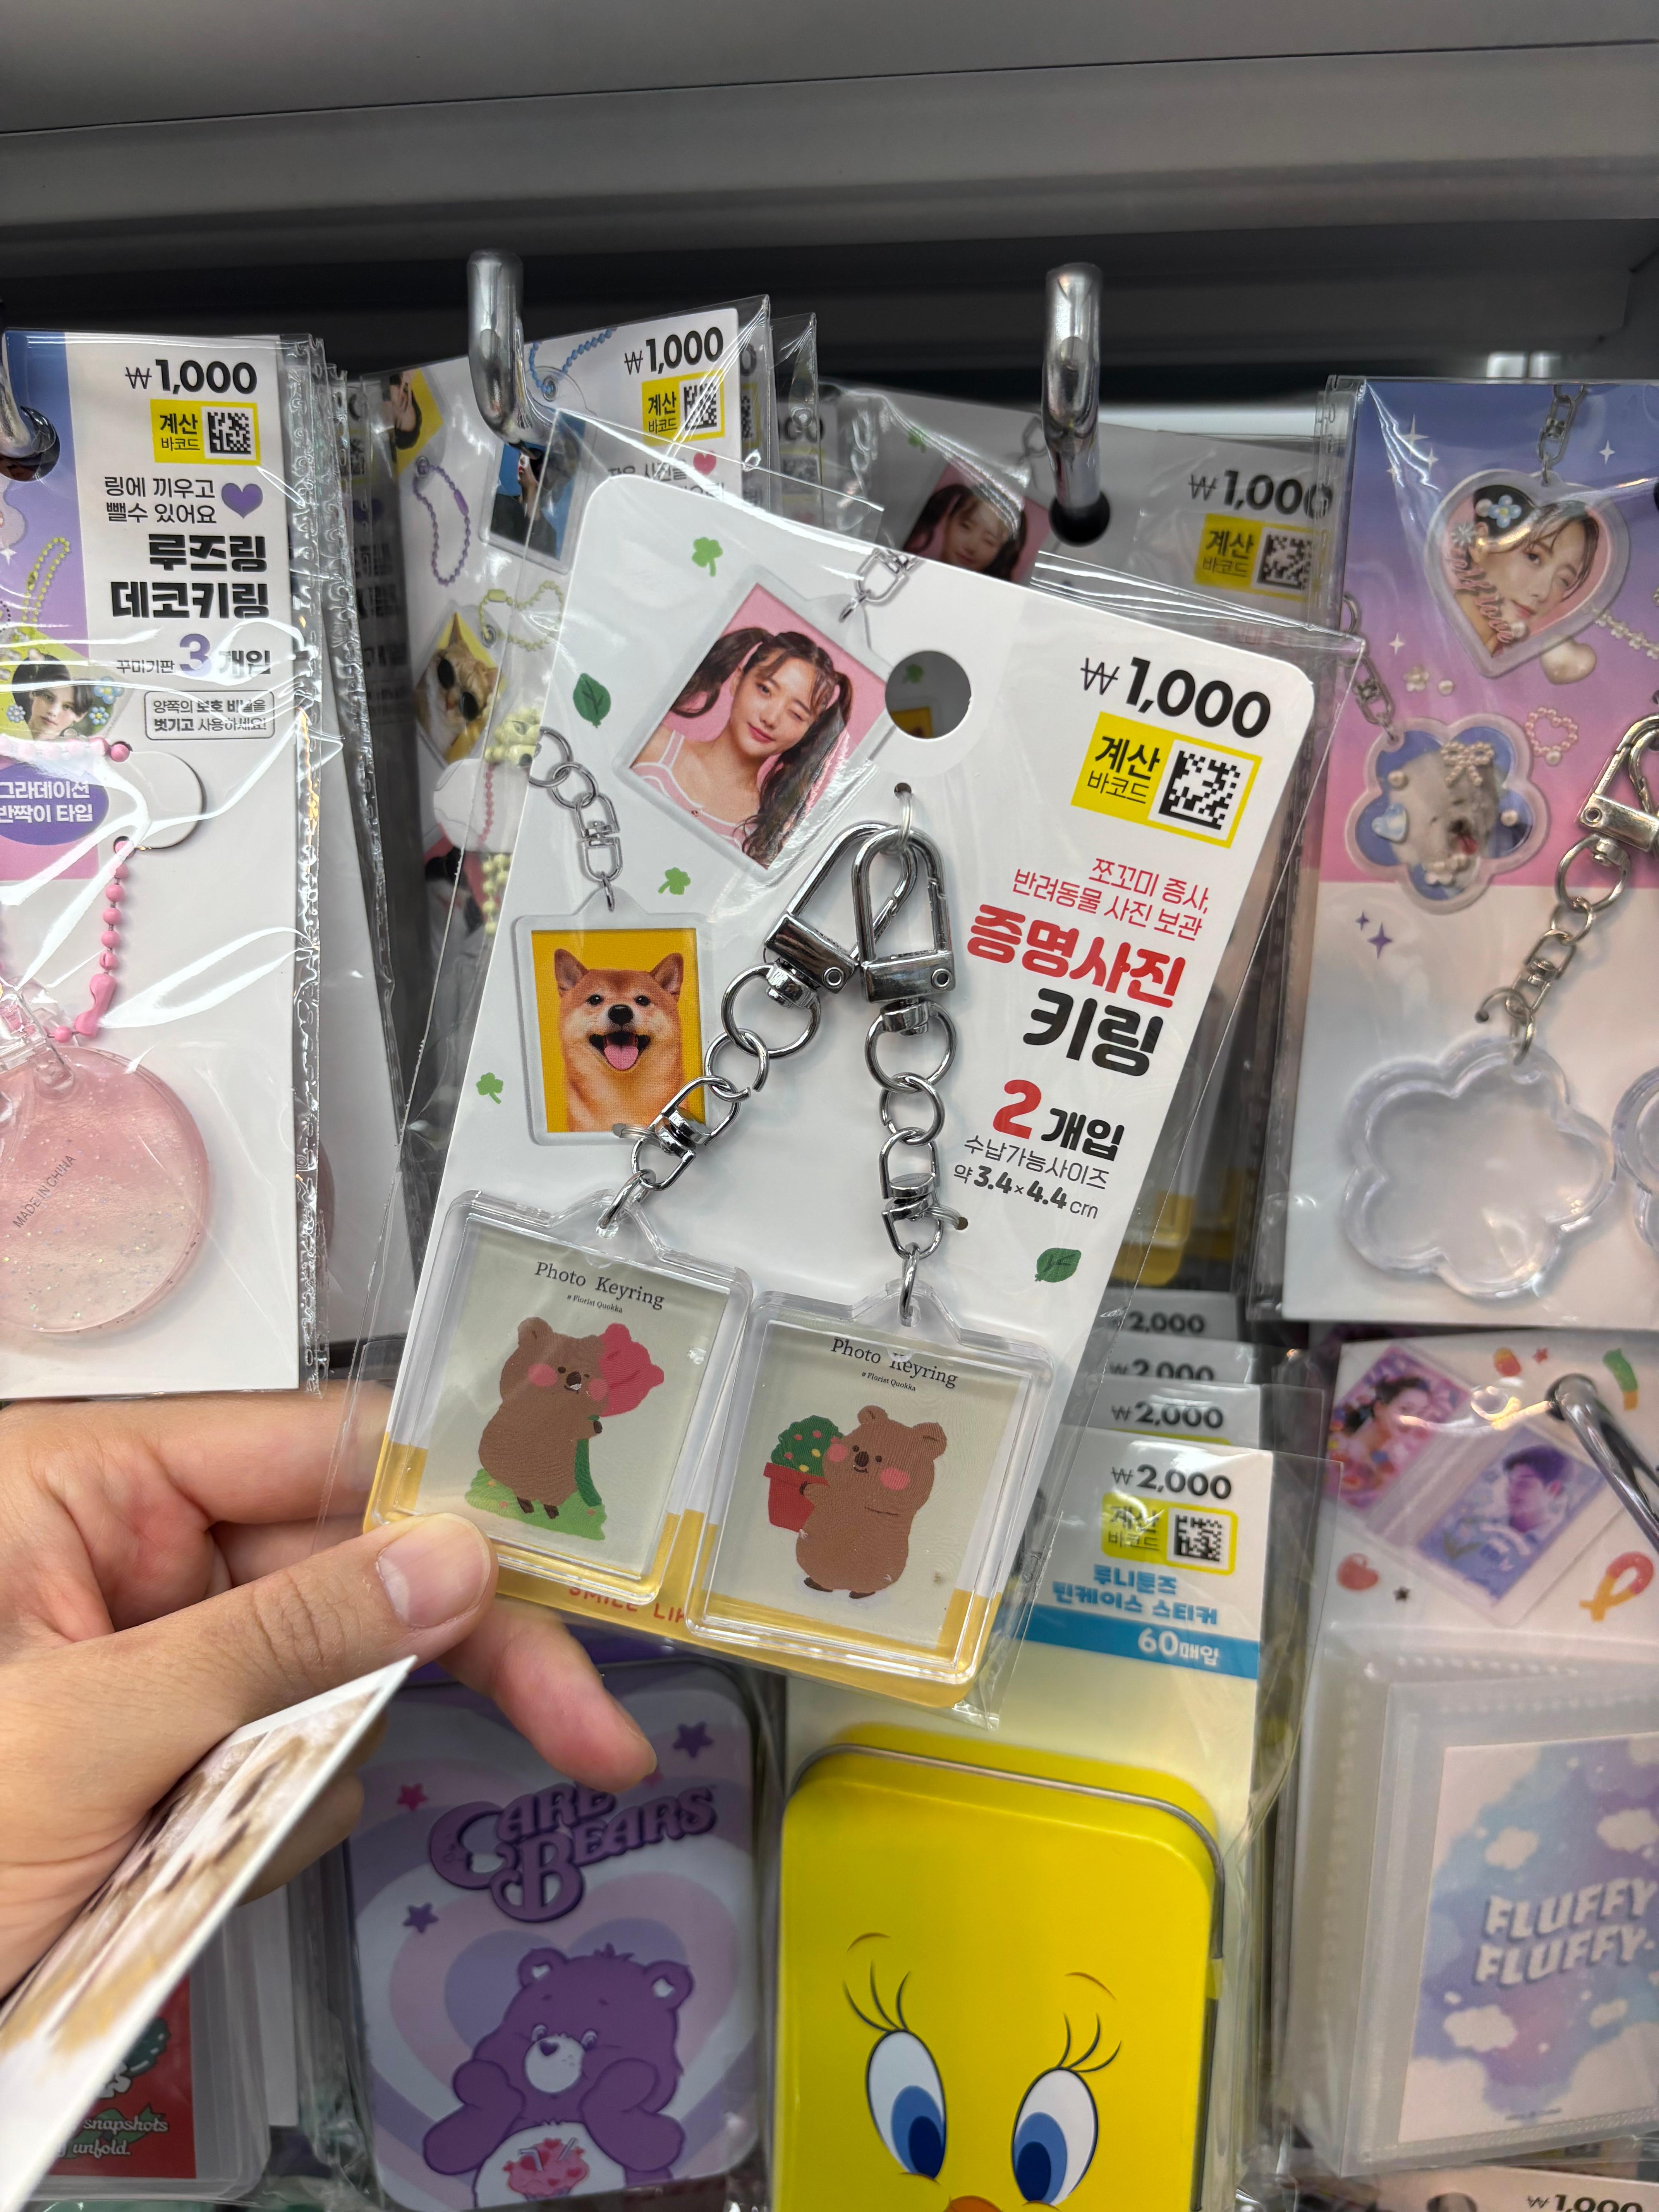 ₩1,000
계산
바코드
링에 끼우고
뺄수 있어요
루즈링
데코키링
꾸미기판 3개입
양쪽의 보호 비닐을
벗기고 사용하세요!
그라데이션
반짝이 타입
MADE IN CHINA
₩1,000
계산
바코드
₩1,000
계산
바코드
₩1,000
계산
바코드
쪼꼬미 증사,
반려동물 사진 보관
증명사진
키링
2개입
수납가능사이즈
약 3.4×4.4cm
Photo Keyring
# Florist Quokka
Photo Keyring
# Florist Quokka
2,000
₩2,000
₩2,000
₩2,000
계산
바코드
루니툰즈
틴케이스 스티커
60매입
CARE
BEARS
FLUFFY
FLUFFY
snapshots
unfold.
₩1,000